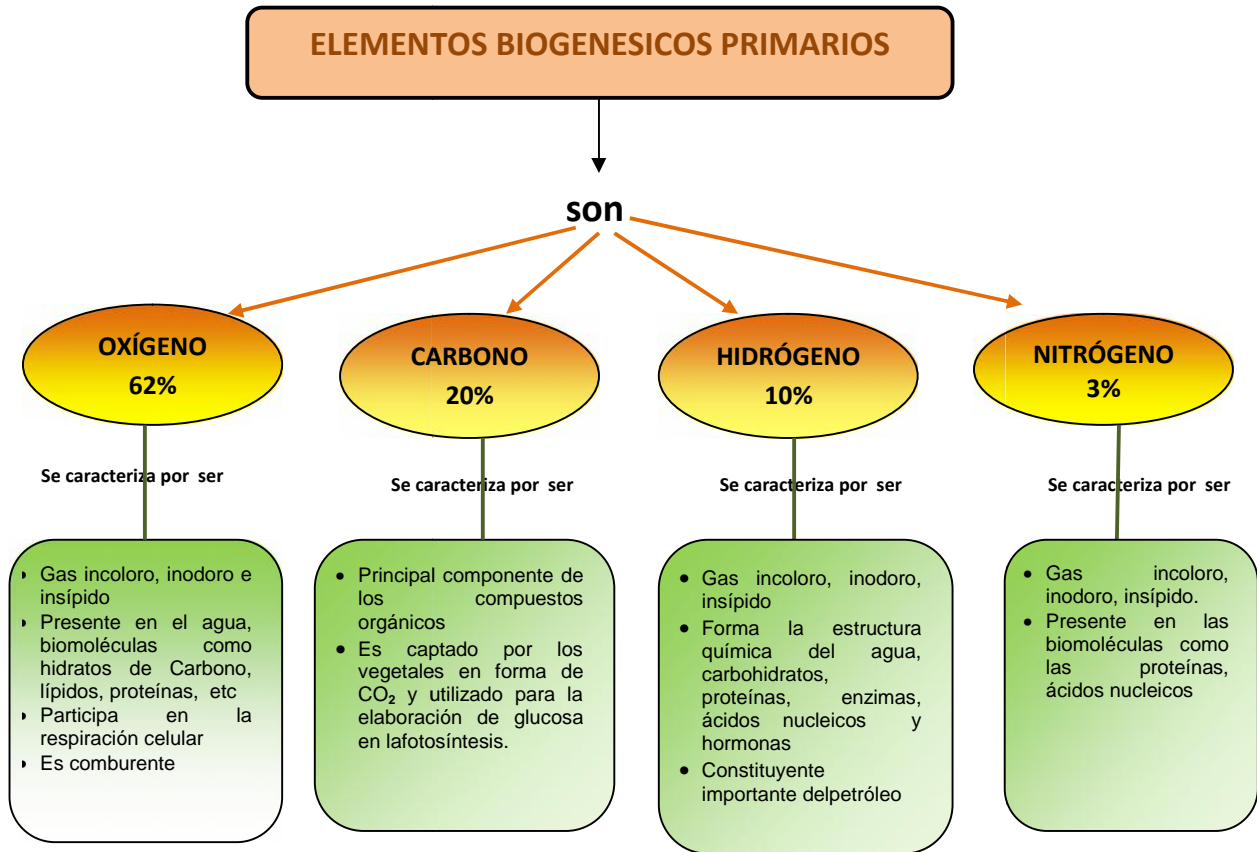 ELEMENTOS BIOGENESICOS PRIMARIOS
son
OXÍGENO
62%
Se caracteriza por ser
• Gas incoloro, inodoro e
insípido
• Presente en el agua,
biomoléculas como
hidratos de Carbono,
lípidos, proteínas, etc
• Participa en la
respiración celular
• Es comburente
CARBONO
20%
Se caracteriza por ser
• Principal componente de
los compuestos
orgánicos
• Es captado por los
vegetales en forma de
CO₂ y utilizado para la
elaboración de glucosa
en lafotosíntesis.
HIDRÓGENO
10%
Se caracteriza por ser
• Gas incoloro, inodoro,
insípido
• Forma la estructura
química del agua,
carbohidratos,
proteínas, enzimas,
ácidos nucleicos y
hormonas
• Constituyente
importante delpetróleo
NITRÓGENO
3%
Se caracteriza por ser
• Gas incoloro,
inodoro, insípido.
• Presente en las
biomoléculas como
las proteínas,
ácidos nucleicos